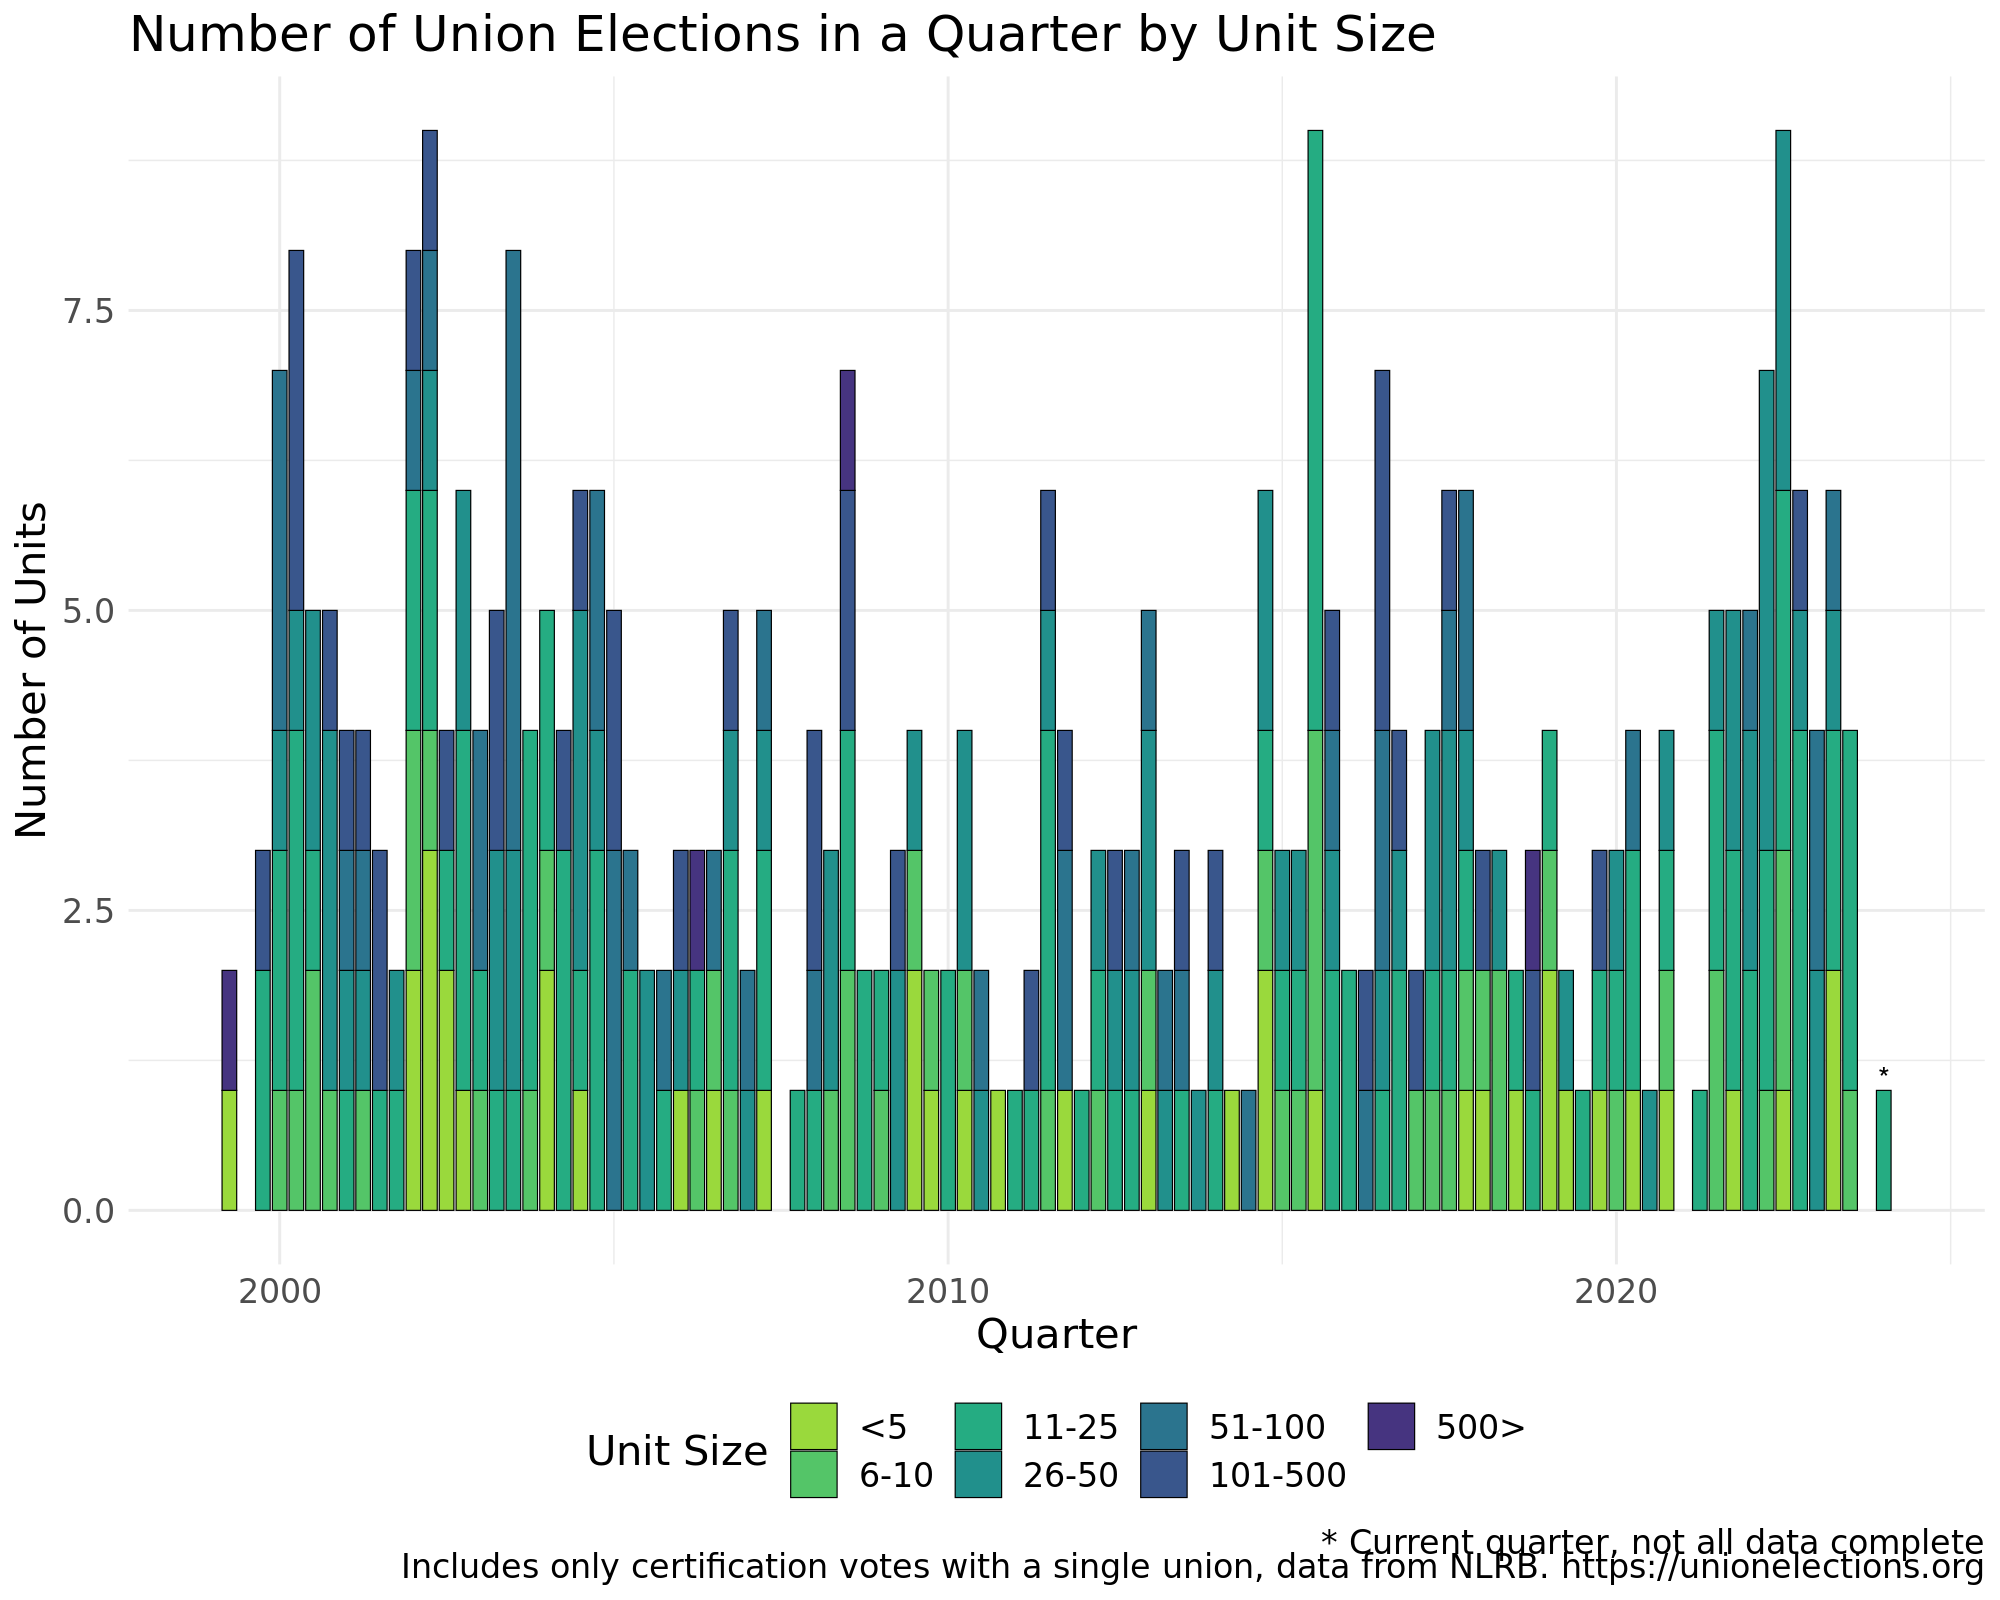 Number of Union Elections in a Quarter by Unit Size
Number of Units
7.5
5.0
2.5
0.0
*
2000 2010 2020
Quarter
Unit Size
<5 11-25 51-100 500>
6-10 26-50 101-500
* Current quarter, not all data complete
Includes only certification votes with a single union, data from NLRB. https://unionelections.org